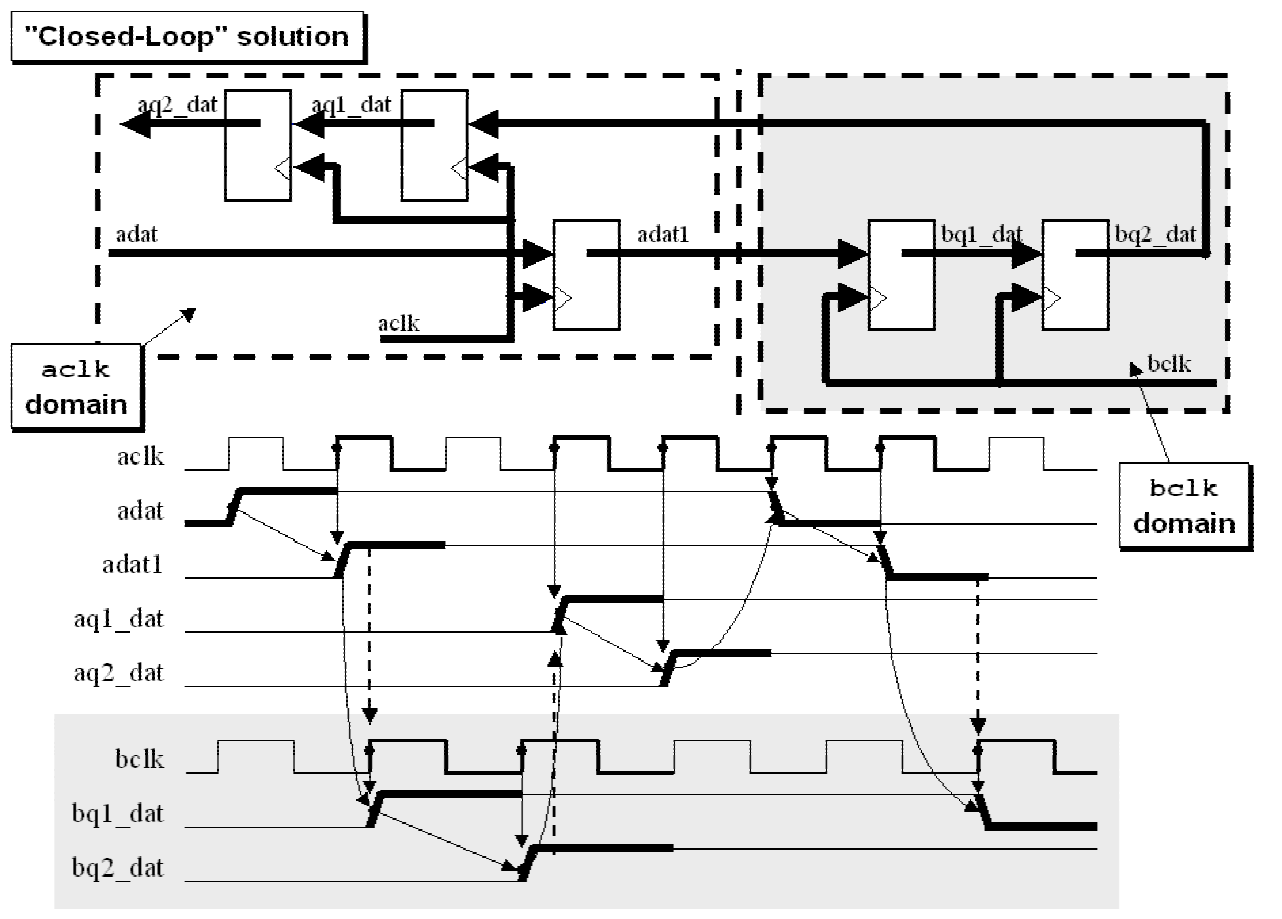 "Closed-Loop" solution
aq2_dat
aq1_dat
adat
adat1
bq1_dat
bq2_dat
aclk
bclk
aclk
domain
bclk
domain
aclk
adat
adat1
aq1_dat
aq2_dat
bclk
bq1_dat
bq2_dat